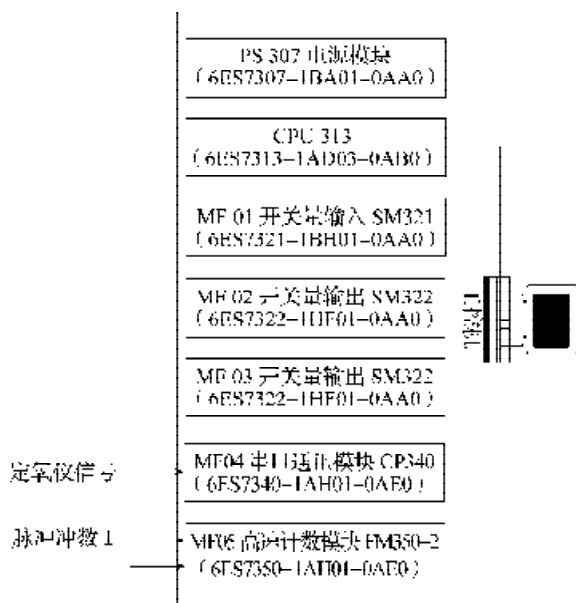 PS 307 电源模块
(6ES7307-1BA01-0AA0)
CPU 313
(6ES7313-1AD03-0AB0)
MF 01 开关量输入 SM321
(6ES7321-1BH01-0AA0)
MF 02 开关量输出 SM322
(6ES7322-1HF01-0AA0)
MF 03 开关量输出 SM322
(6ES7322-1HF01-0AA0)
定氧仪信号
MF04 串口通讯模块 CP340
(6ES7340-1AH01-0AE0)
脉冲冲数 1
MF05 高速计数模块 FM350-2
(6ES7350-1AH01-0AE0)